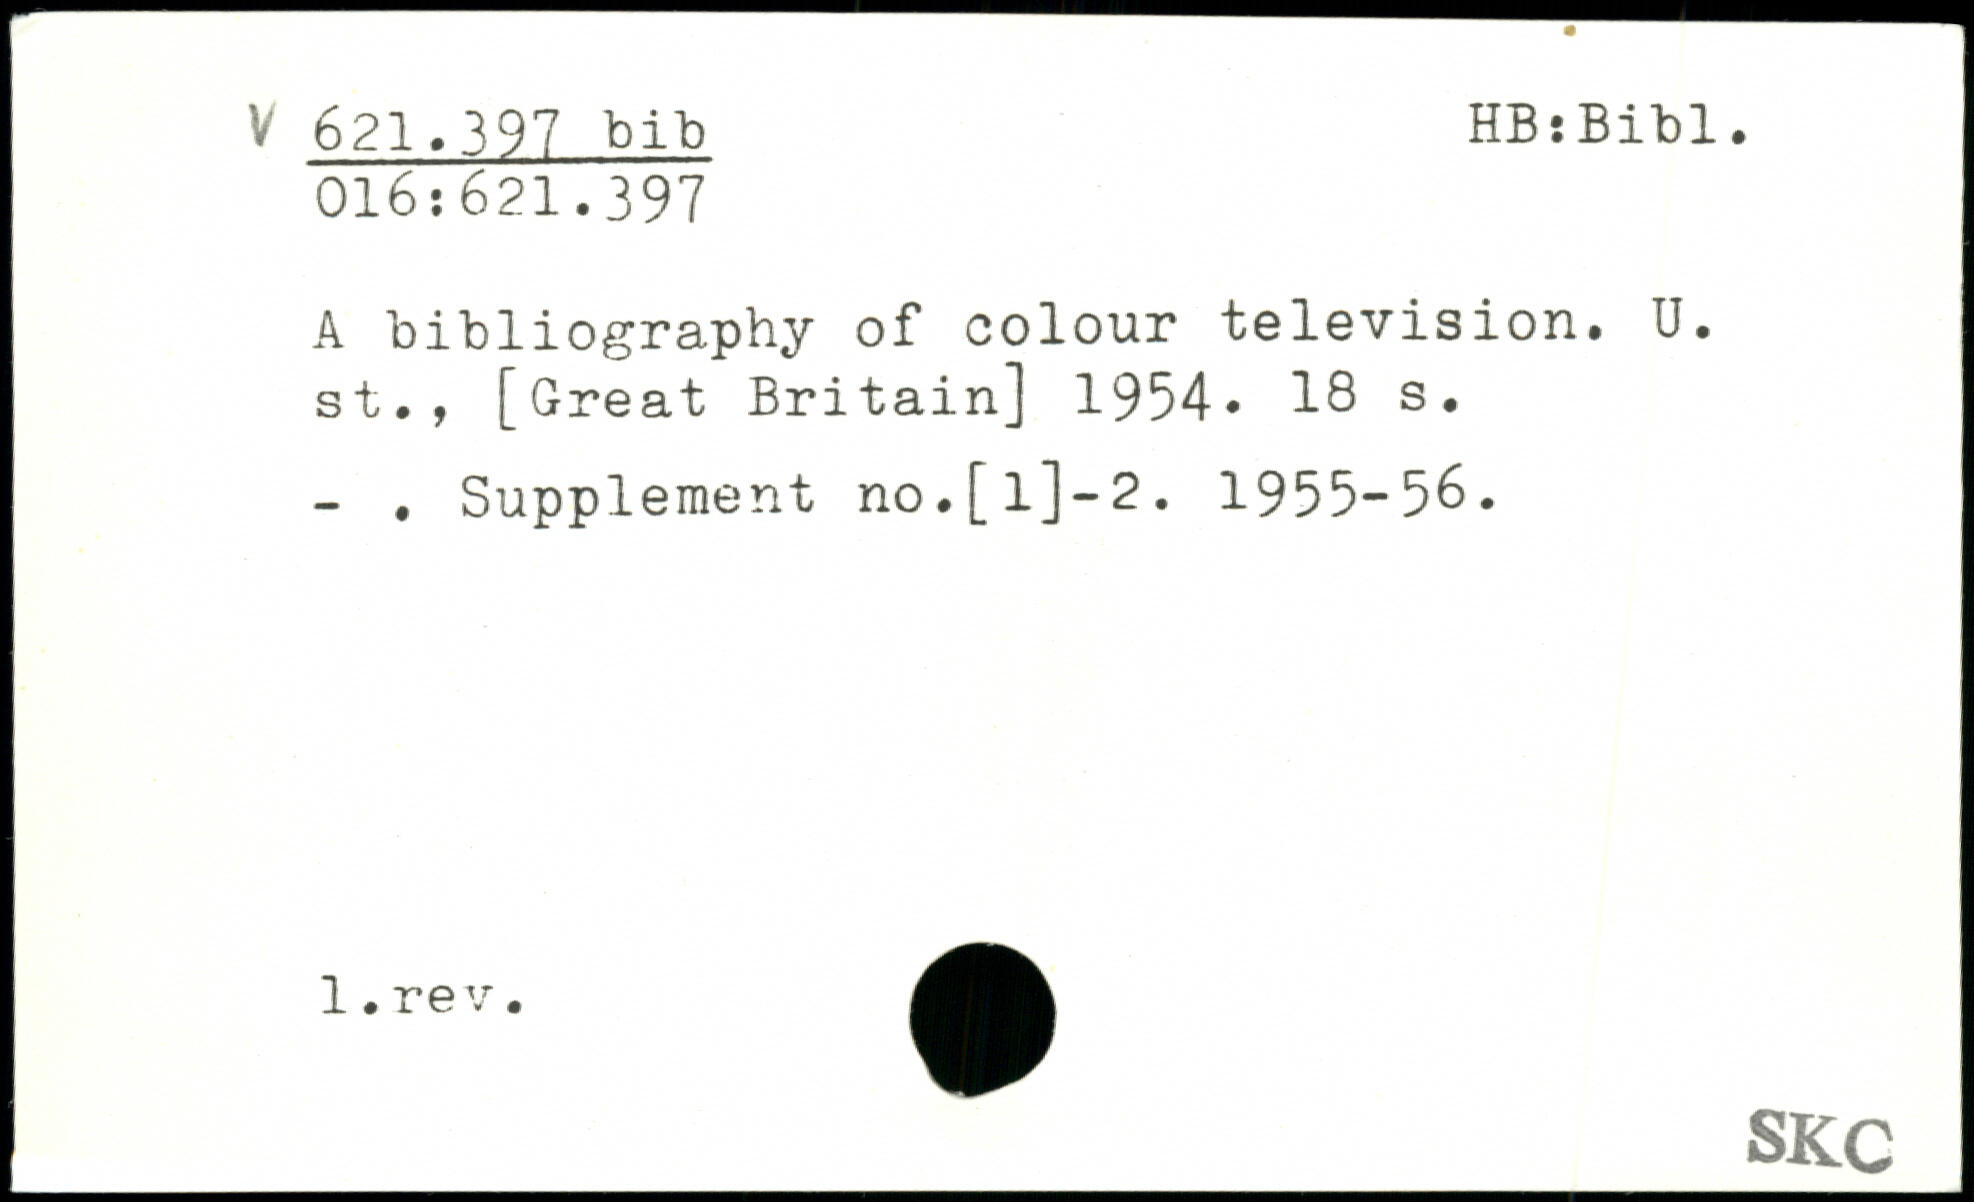 V 621.397 bib HB:Bibl.
016:621.397
A bibliography of colour television. U.
st., [Great Britain] 1954. 18 s.
- . Supplement no.[1]-2. 1955-56.
1.rev.
SKC